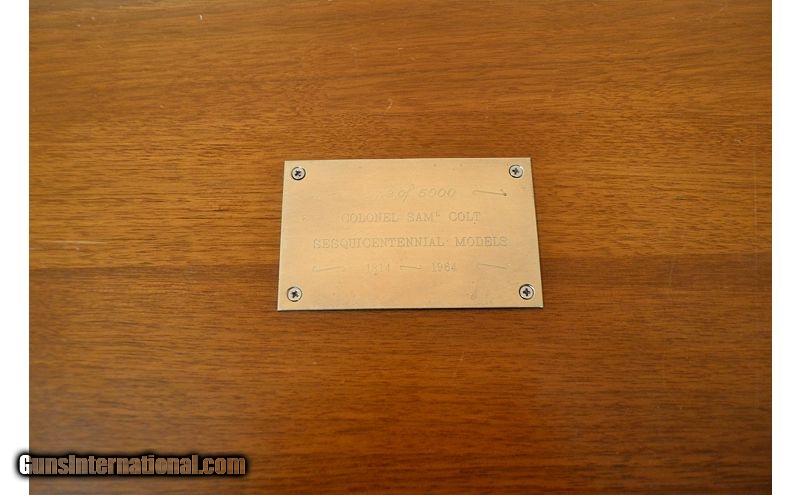 of 5000
COLONEL SAMˡ COLT
SESQUICENTENNIAL MODELS
1814 — 1964
GunsInternational.com